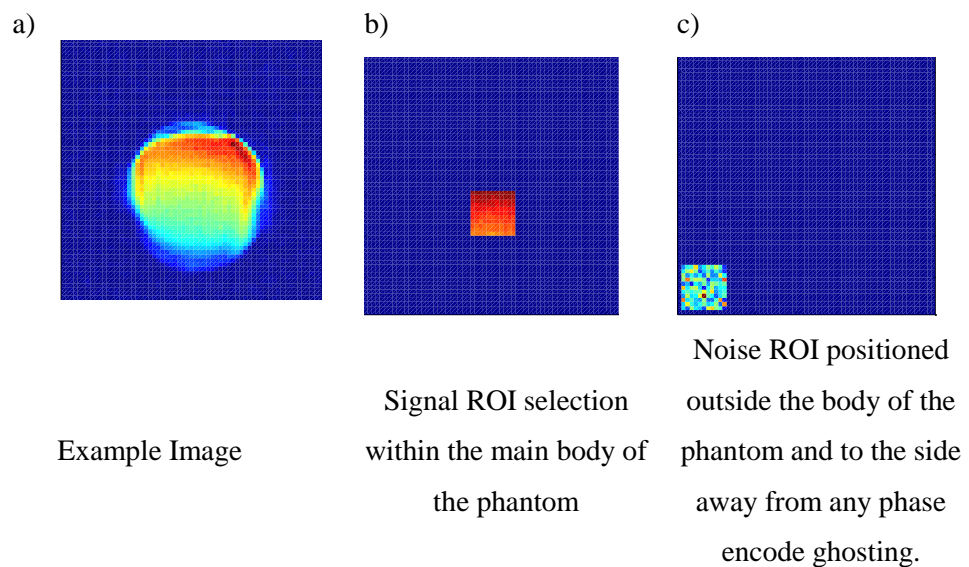 a)
b)
c)
Example Image
Signal ROI selection
within the main body of
the phantom
Noise ROI positioned
outside the body of the
phantom and to the side
away from any phase
encode ghosting.